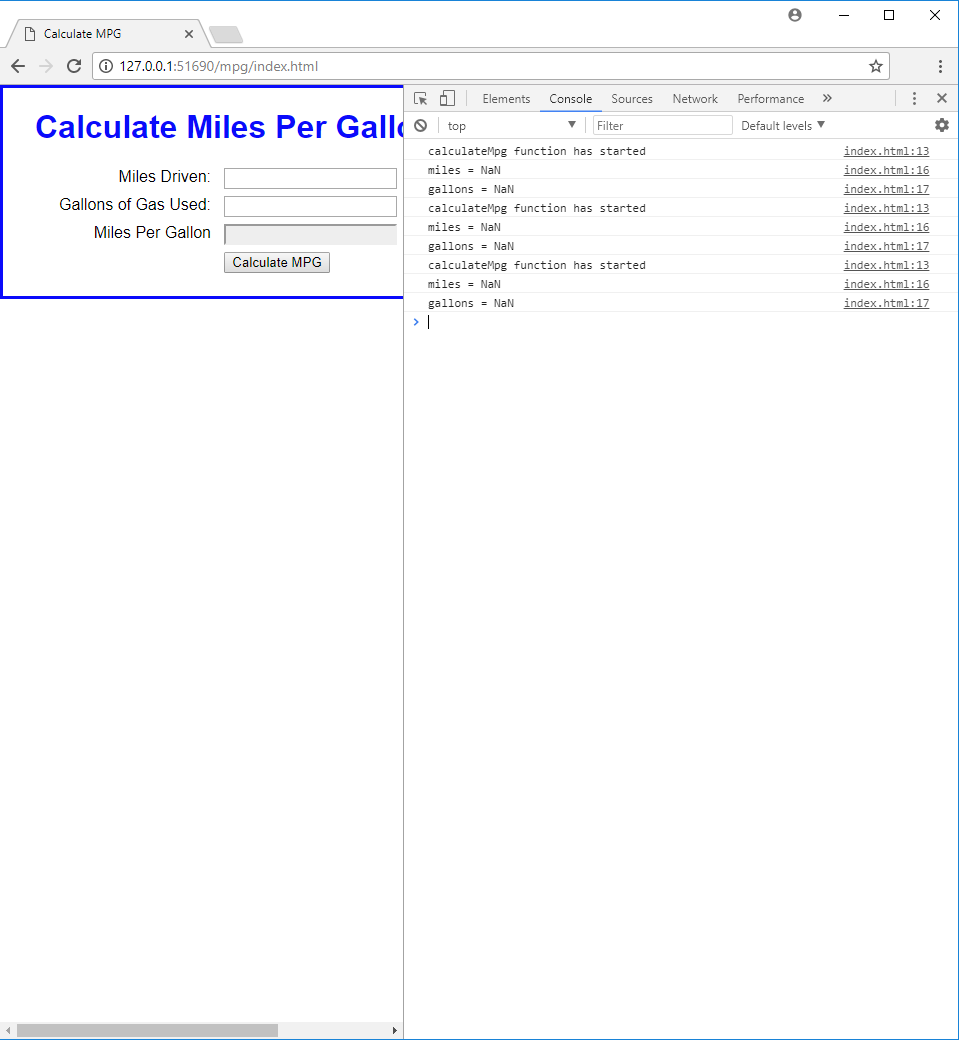 Calculate MPG
127.0.0.1:51690/mpg/index.html
Calculate Miles Per Gallo
Miles Driven:
Gallons of Gas Used:
Miles Per Gallon
Calculate MPG
Elements Console Sources Network Performance »
top Filter Default levels
calculateMpg function has started index.html:13
miles = NaN index.html:16
gallons = NaN index.html:17
calculateMpg function has started index.html:13
miles = NaN index.html:16
gallons = NaN index.html:17
calculateMpg function has started index.html:13
miles = NaN index.html:16
gallons = NaN index.html:17